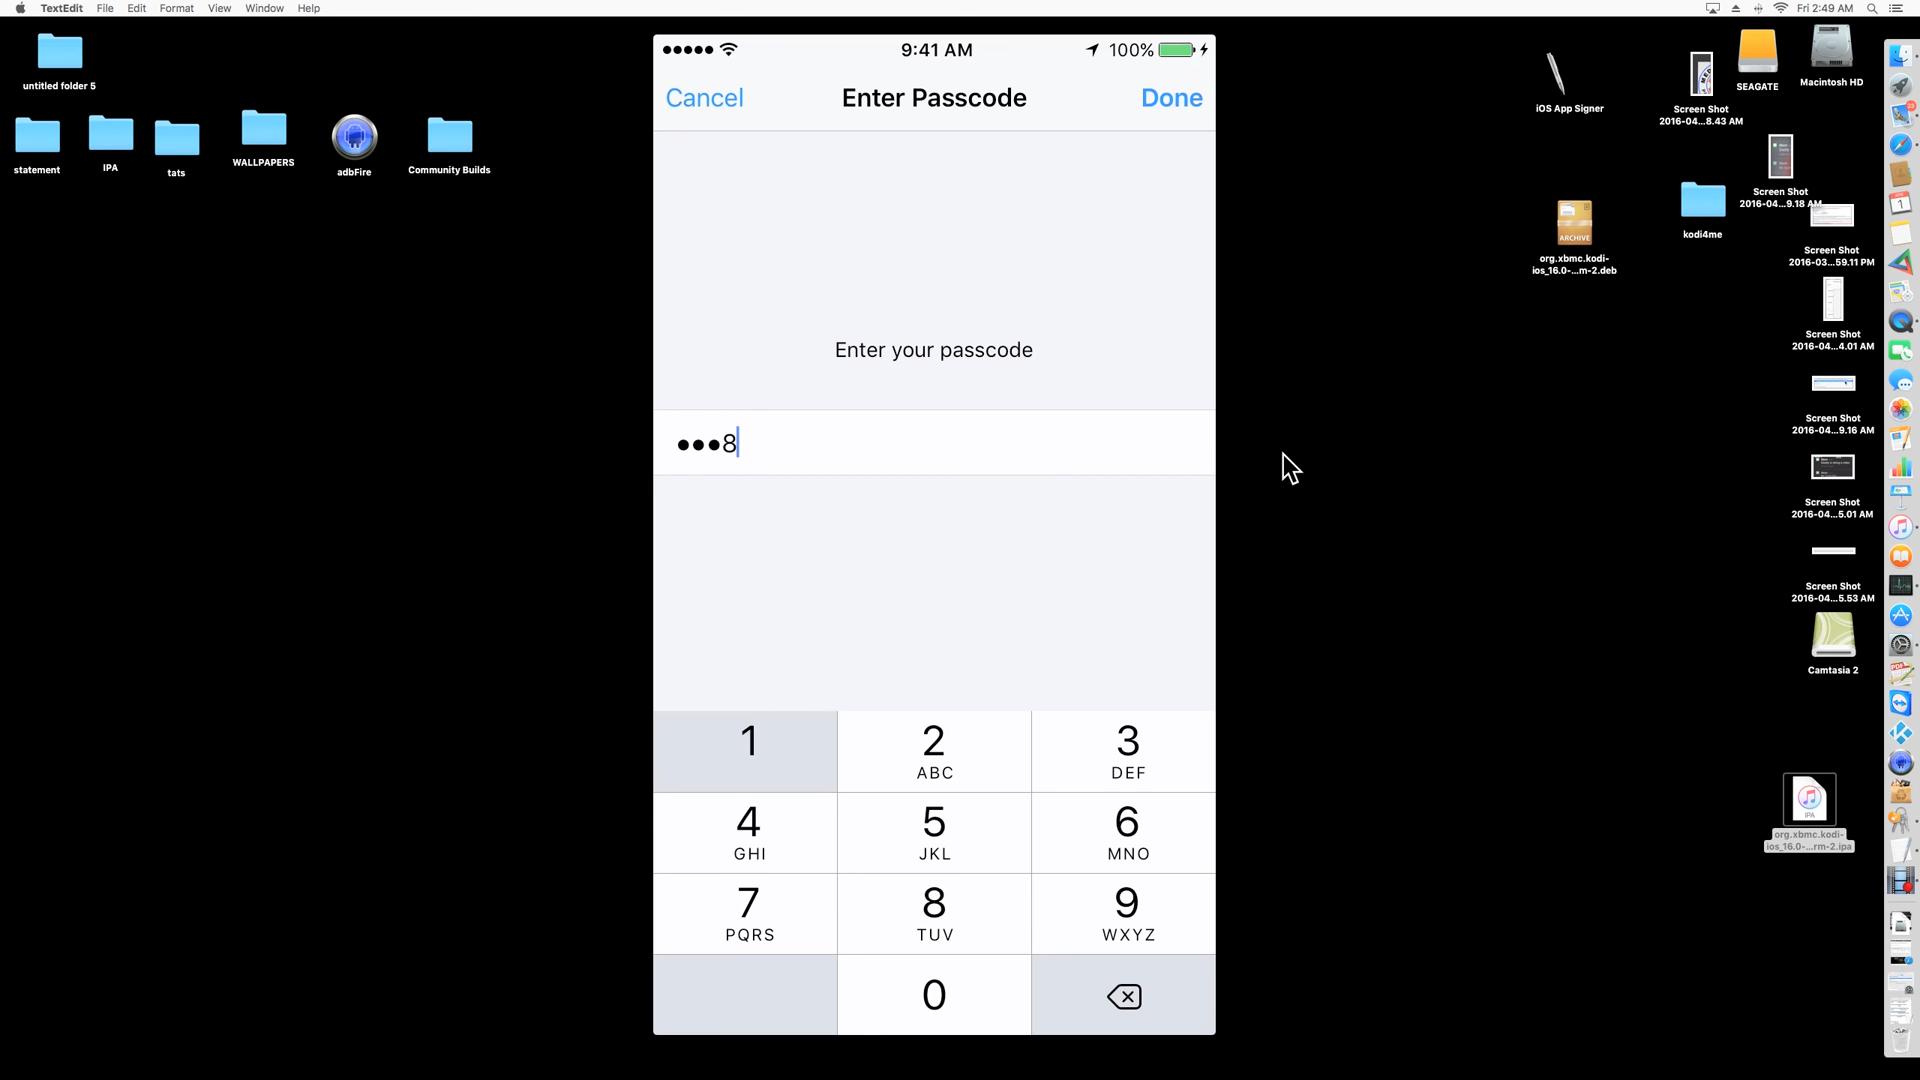 TextEdit File Edit Format View Window Help
Fri 2:49 AM
untitled folder 5
statement
IPA
tats
WALLPAPERS
adbFire
Community Builds
9:41 AM
100%
Cancel
Enter Passcode
Done
Enter your passcode
●●●8
1
2
ABC
3
DEF
4
GHI
5
JKL
6
MNO
7
PQRS
8
TUV
9
WXYZ
0
iOS App Signer
Screen Shot
2016-04...8.43 AM
SEAGATE
Macintosh HD
Screen Shot
2016-04...9.18 AM
ARCHIVE
org.xbmc.kodi-
ios_16.0-...m-2.deb
kodi4me
Screen Shot
2016-03...59.11 PM
Screen Shot
2016-04...4.01 AM
Screen Shot
2016-04...9.16 AM
Screen Shot
2016-04...5.01 AM
Screen Shot
2016-04...5.53 AM
Camtasia 2
IPA
org.xbmc.kodi-
ios_16.0-...rm-2.ipa